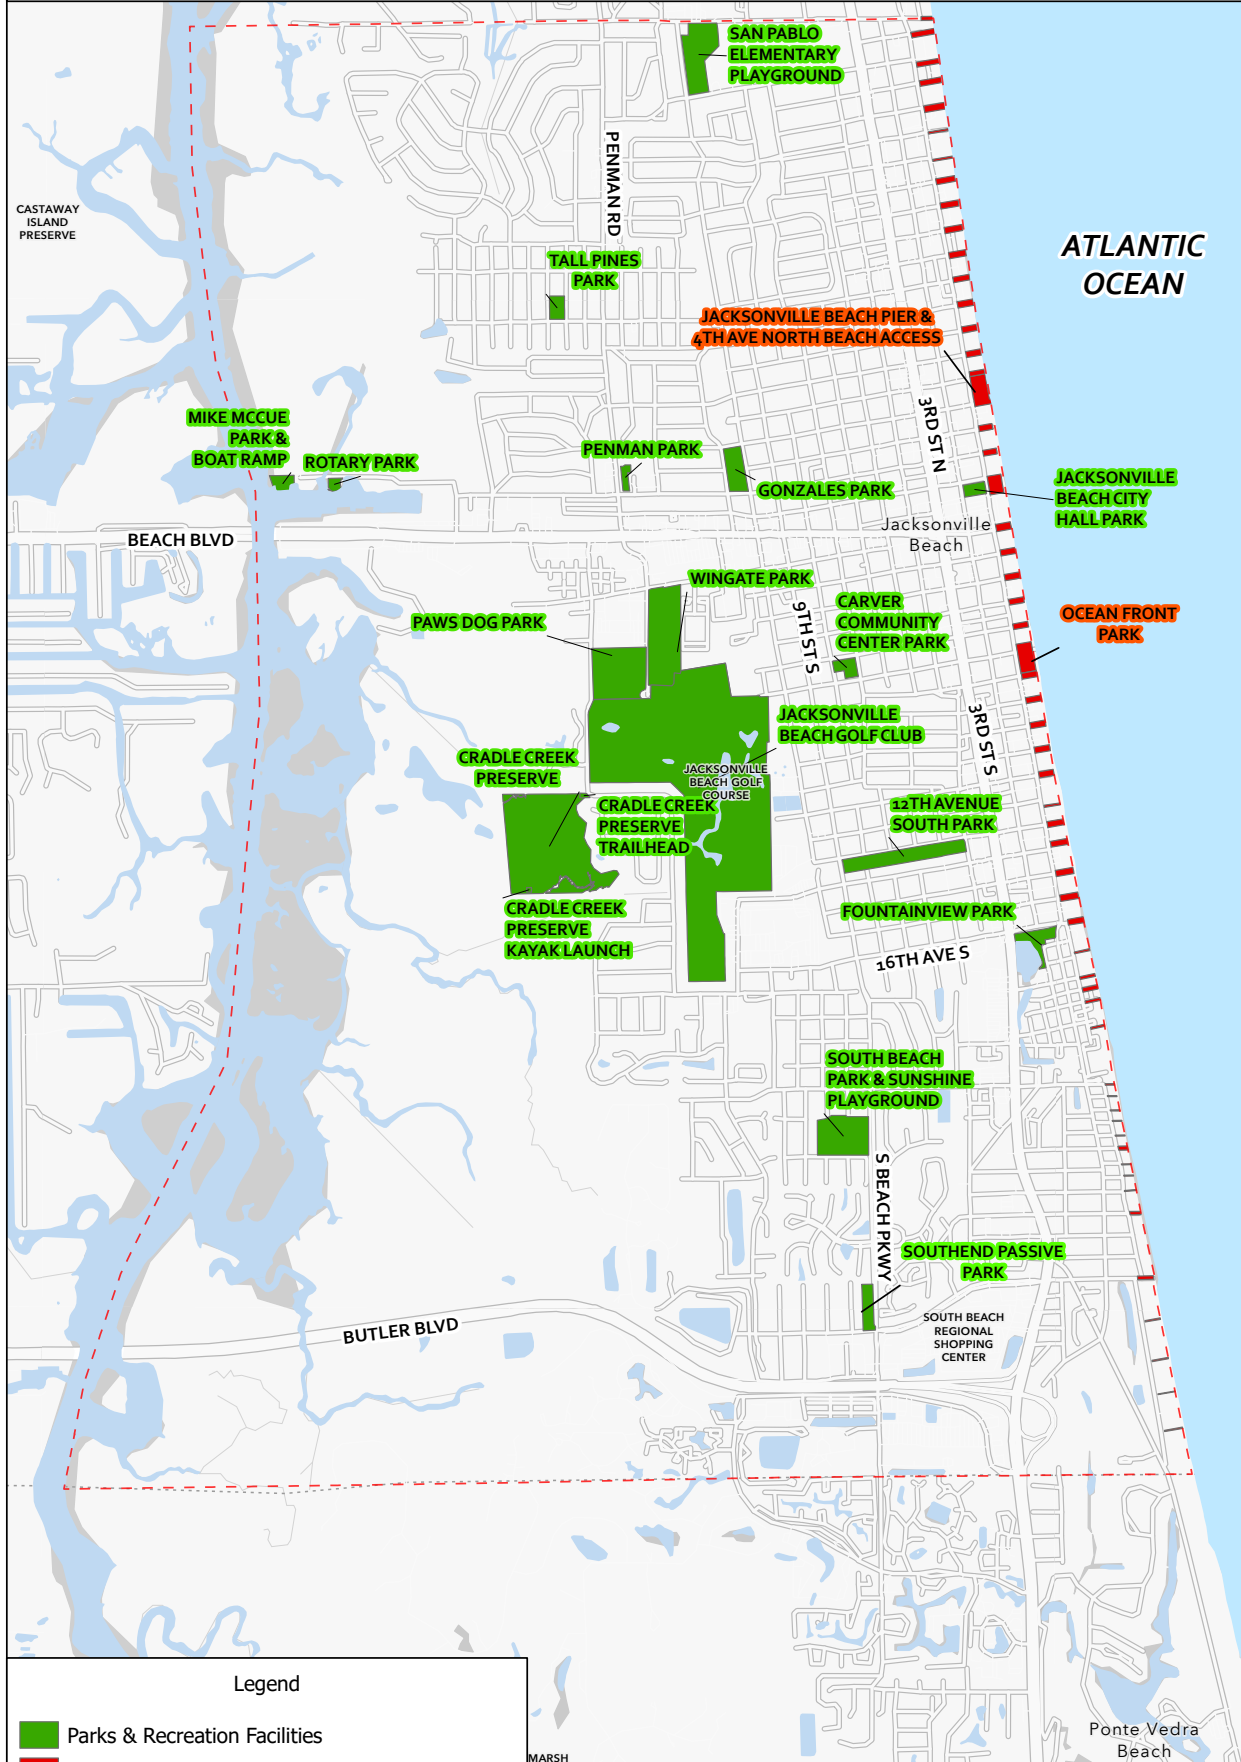 SAN PABLO
ELEMENTARY
PLAYGROUND
PENMAN RD
CASTAWAY
ISLAND
PRESERVE
ATLANTIC
OCEAN
TALL PINES
PARK
JACKSONVILLE BEACH PIER &
4TH AVE NORTH BEACH ACCESS
3RD ST N
MIKE MCCUE
PARK &
BOAT RAMP
ROTARY PARK
PENMAN PARK
GONZALES PARK
JACKSONVILLE
BEACH CITY
HALL PARK
Jacksonville
Beach
BEACH BLVD
WINGATE PARK
PAWS DOG PARK
9TH ST S
CARVER
COMMUNITY
CENTER PARK
OCEAN FRONT
PARK
3RD ST S
JACKSONVILLE
BEACH GOLF CLUB
JACKSONVILLE
BEACH GOLF
COURSE
CRADLE CREEK
PRESERVE
CRADLE CREEK
PRESERVE
TRAILHEAD
12TH AVENUE
SOUTH PARK
CRADLE CREEK
PRESERVE
KAYAK LAUNCH
FOUNTAINVIEW PARK
16TH AVE S
SOUTH BEACH
PARK & SUNSHINE
PLAYGROUND
S BEACH PKWY
SOUTHEND PASSIVE
PARK
SOUTH BEACH
REGIONAL
SHOPPING
CENTER
BUTLER BLVD
Legend
Parks & Recreation Facilities
MARSH
Ponte Vedra
Beach